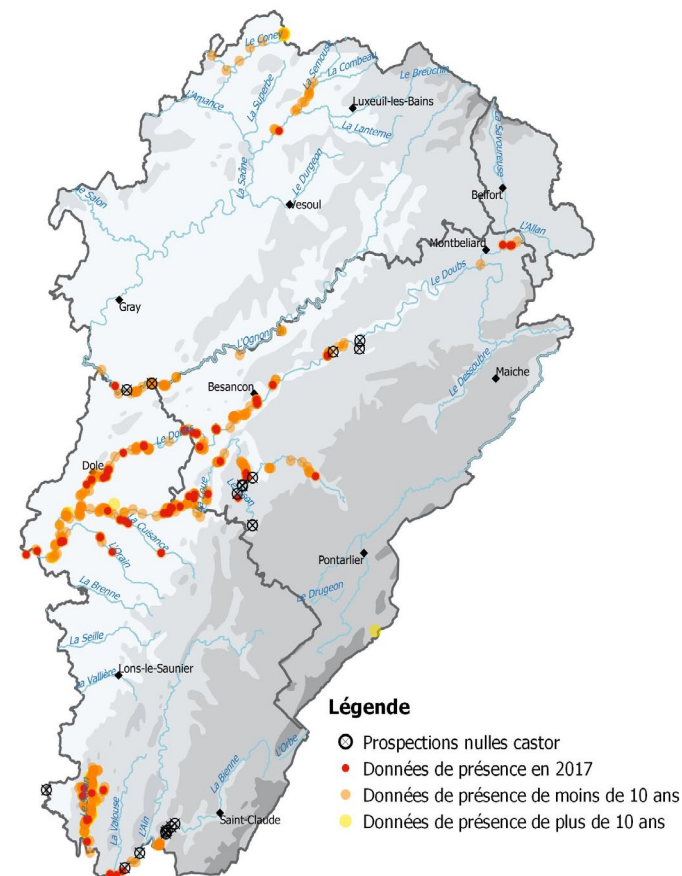 Le Coney
La Semouse
La Combeau
Le Breuchin
L'Amance
La Superbe
Luxeuil-les-Bains
La Lanterne
La Savoureuse
La Saône
Le Durgeon
Le Salon
Vesoul
Belfort
L'Allan
Montbeliard
Le Doubs
Gray
L'Ognon
Le Dessoubre
Maiche
Besancon
Le Doubs
Dole
La Loue
La Cuisance
L'Orain
Pontarlier
La Brenne
Le Drugeon
La Seille
Lons-le-Saunier
La Vallière
Légende
L'Orbe
La Bienne
Prospections nulles castor
Données de présence en 2017
La Valouse
L'Ain
Saint-Claude
Données de présence de moins de 10 ans
Données de présence de plus de 10 ans